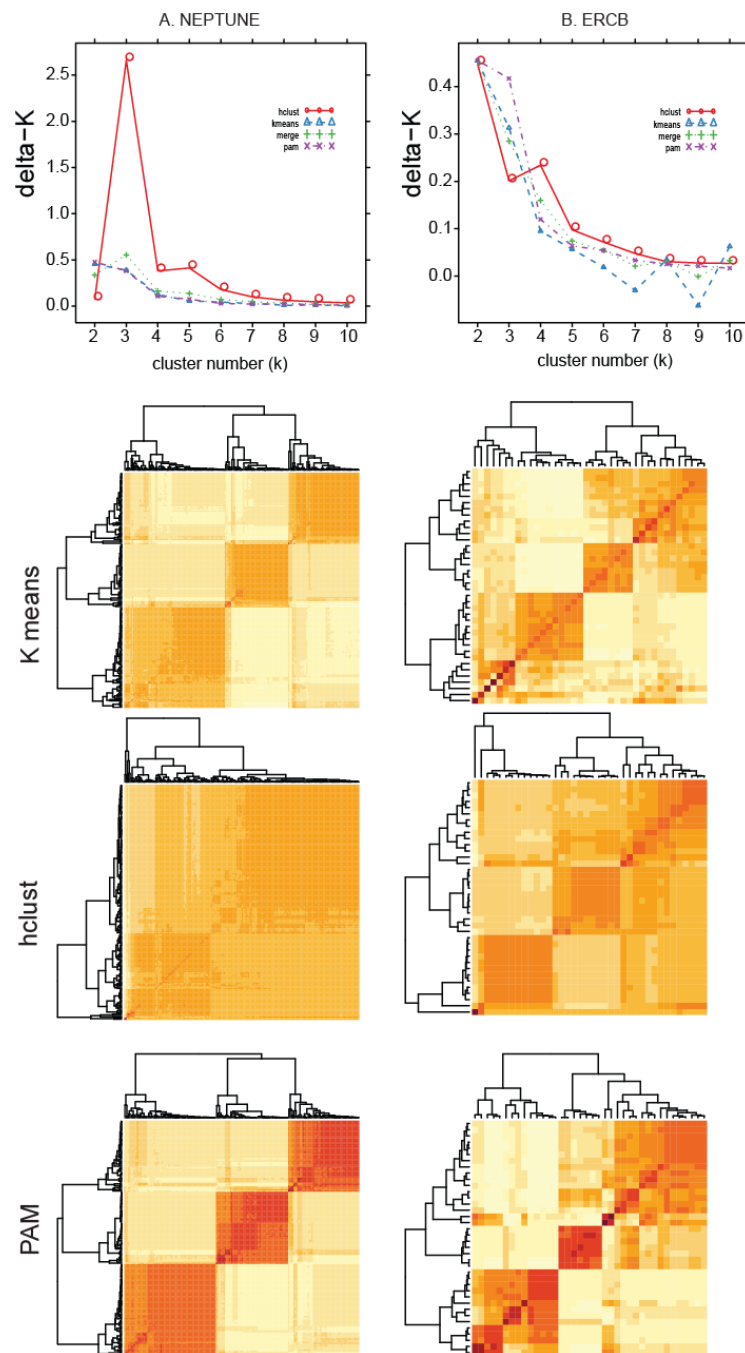 A. NEPTUNE
B. ERCB
delta−K
2.5
2.0
1.5
1.0
0.5
0.0
hclust
kmeans
merge
pam
2 3 4 5 6 7 8 9 10
cluster number (k)
delta−K
0.4
0.3
0.2
0.1
0.0
hclust
kmeans
merge
pam
2 3 4 5 6 7 8 9 10
cluster number (k)
K means
hclust
PAM